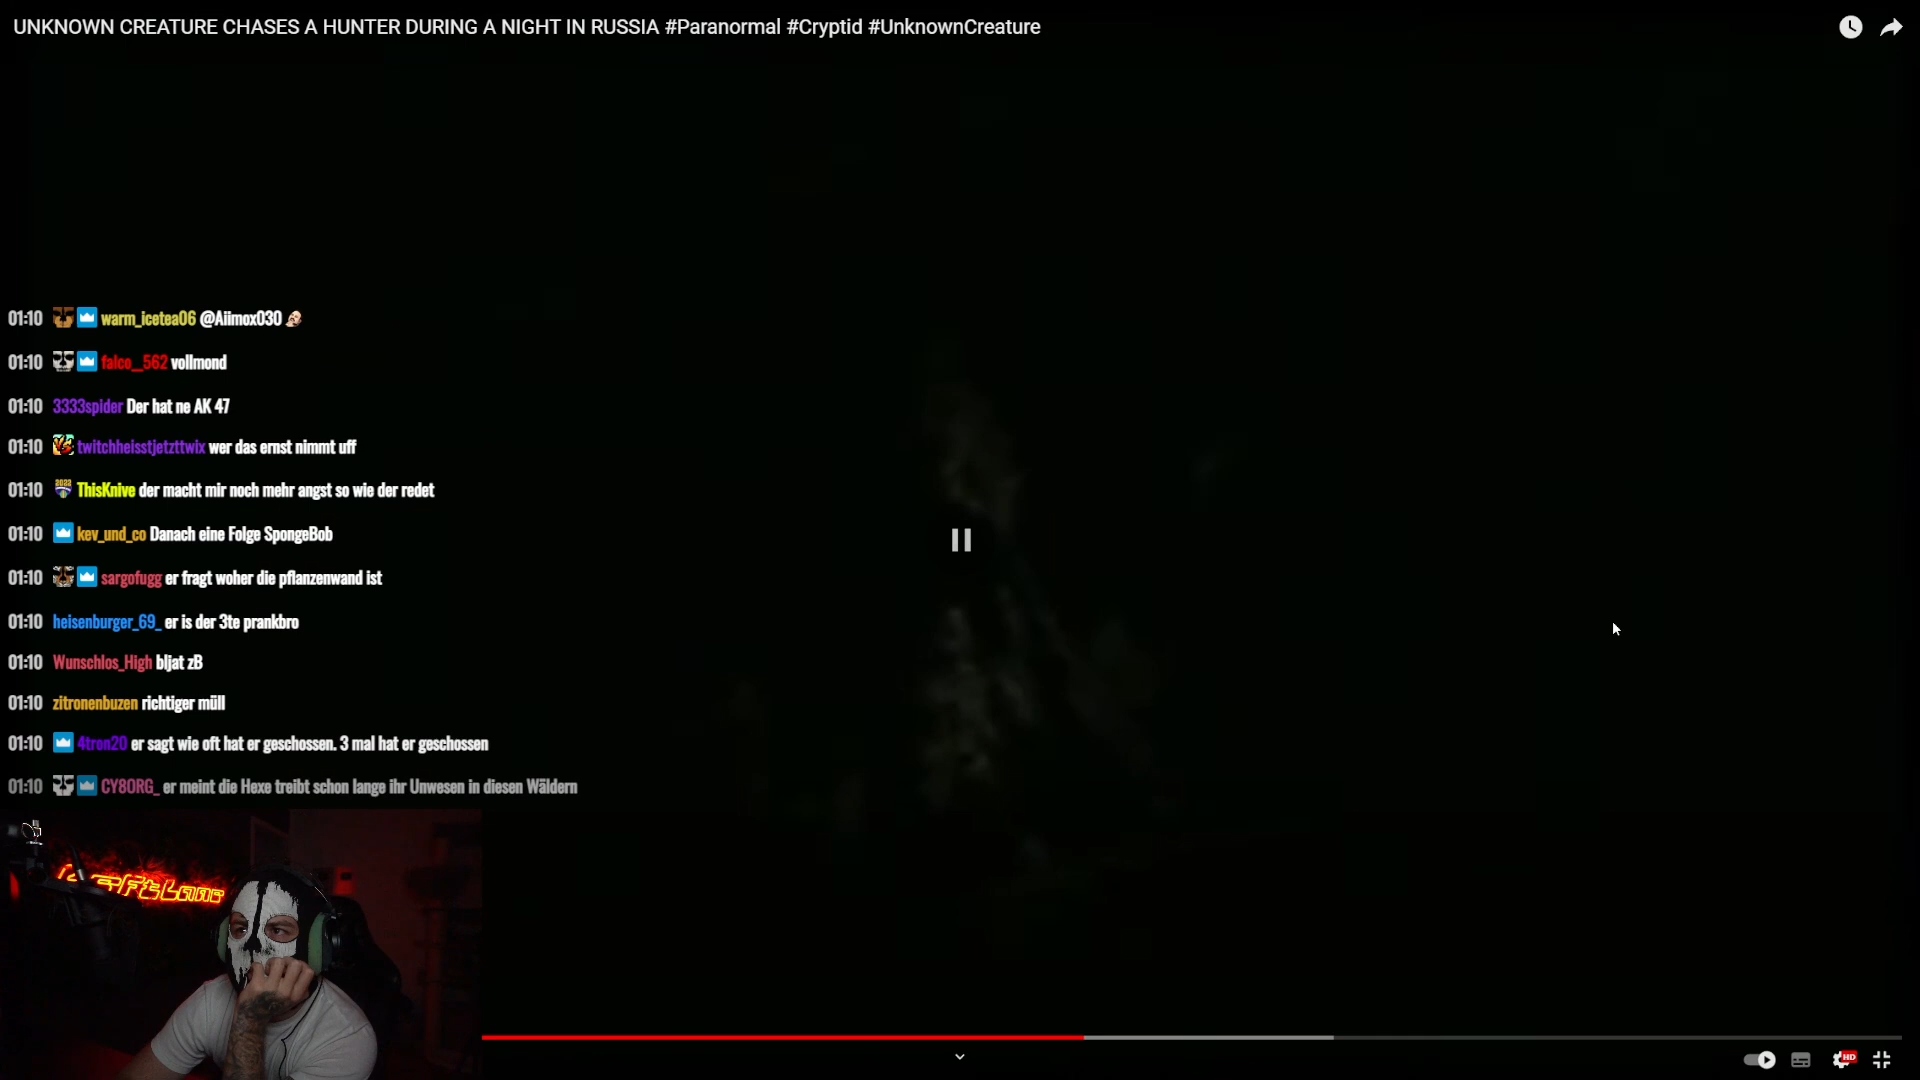 UNKNOWN CREATURE CHASES A HUNTER DURING A NIGHT IN RUSSIA #Paranormal #Cryptid #UnknownCreature
01:10 warm_icetea06 @Aiimox030
01:10 falco__562 vollmond
01:10 3333spider Der hat ne AK 47
01:10 twitchheisstjetzttwix wer das ernst nimmt uff
01:10 ThisKnive der macht mir noch mehr angst so wie der redet
01:10 kev_und_co Danach eine Folge SpongeBob
01:10 sargofugg er fragt woher die pflanzenwand ist
01:10 heisenburger_69_ er is der 3te prankbro
01:10 Wunschlos_High bljat zB
01:10 zitronenbuzen richtiger müll
01:10 4tron20 er sagt wie oft hat er geschossen. 3 mal hat er geschossen
01:10 CY8ORG_ er meint die Hexe treibt schon lange ihr Unwesen in diesen Wäldern
HD